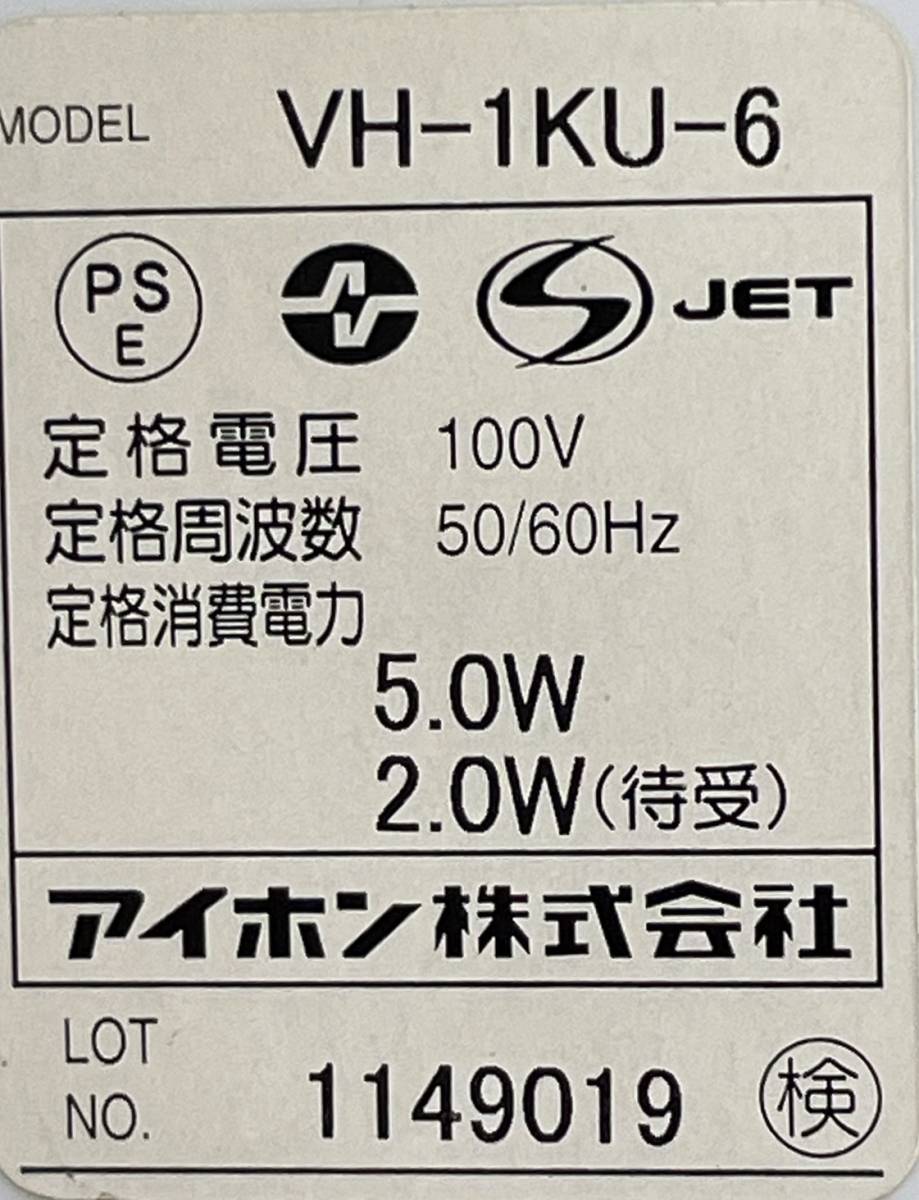 MODEL VH-1KU-6
PS
E
JET
定格電圧 100V
定格周波数 50/60Hz
定格消費電力
5.0W
2.0W(待受)
アイホン株式会社
LOT
NO. 1149019 検